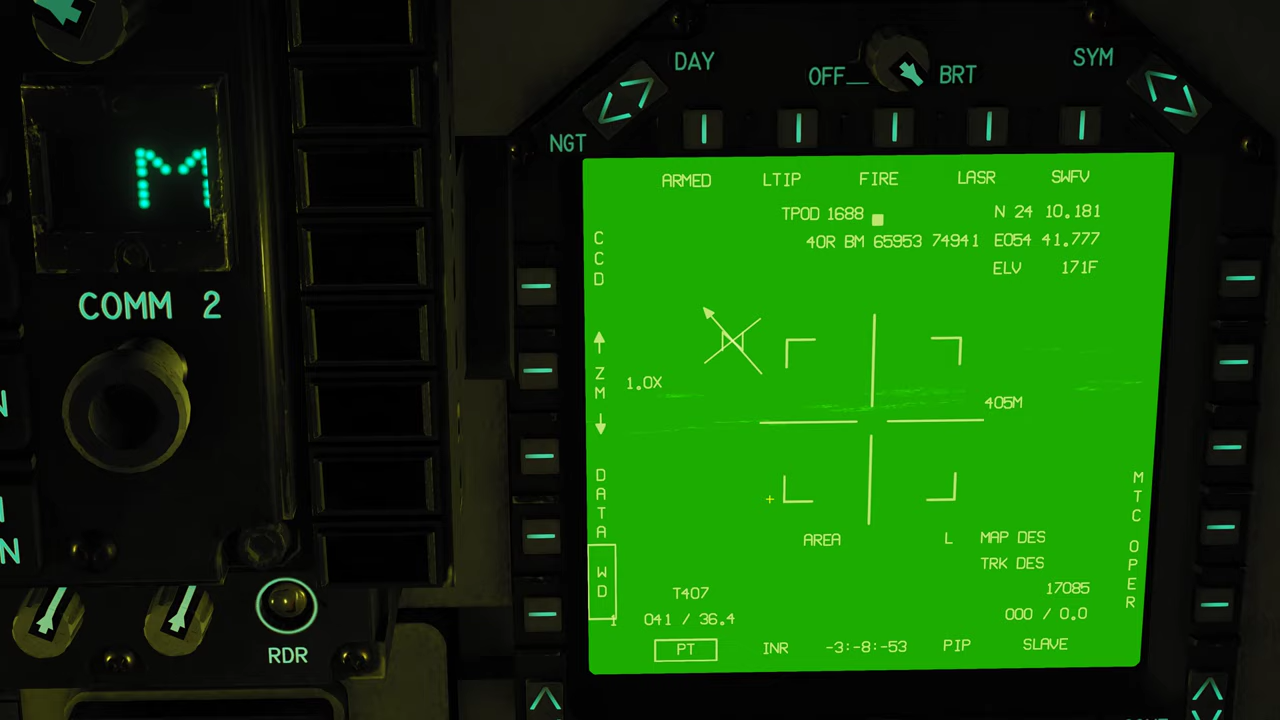 DAY
OFF
BRT
SYM
NGT
M
COMM 2
N
N
RDR
ARMED LTIP FIRE LASR SWFV
TPOD 1688
N 24 10.181
40R BM 65953 74941
E054 41.777
ELV 171F
CCD
ZM
1.0X
405M
DATA
MTC OPER
WD
1
AREA
L
MAP DES
TRK DES
T407
17085
041 / 36.4
000 / 0.0
PT
INR
-3:-8:-53
PIP
SLAVE